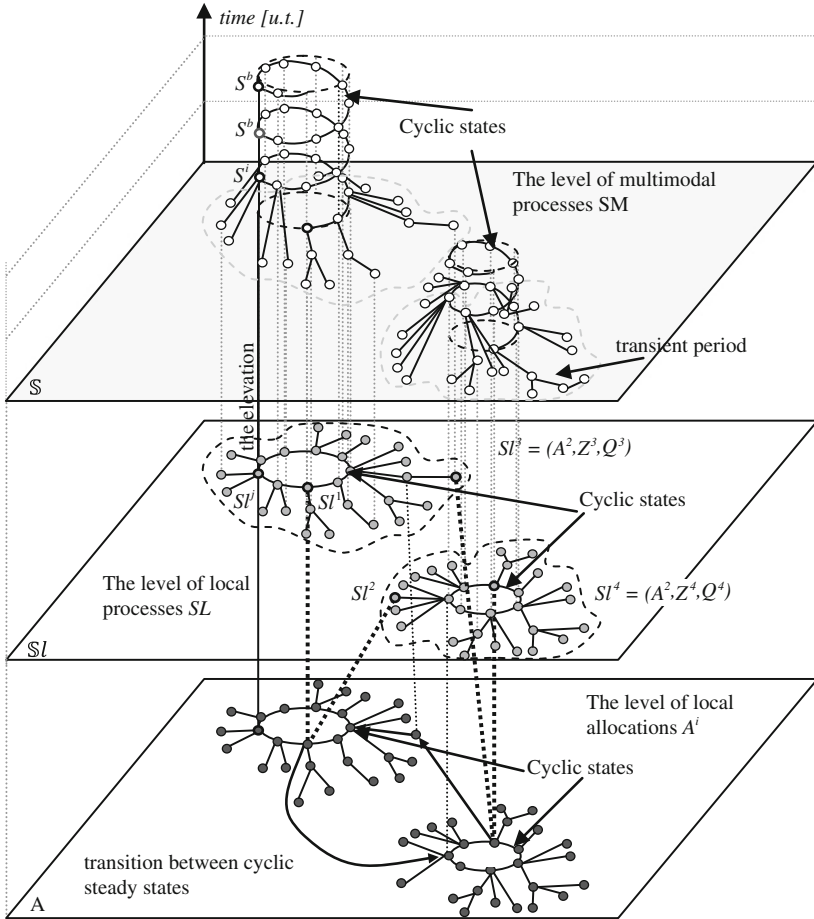 time [u.t.]
S^b
Cyclic states
S^b
S^i
The level of multimodal
processes SM
transient period
𝕊
the elevation
Sl^3 = (A^2,Z^3,Q^3)
Sl^j
Sl^1
Cyclic states
Sl^2
Sl^4 = (A^2,Z^4,Q^4)
The level of local
processes SL
𝕊l
The level of local
allocations A^i
Cyclic states
transition between cyclic
steady states
A